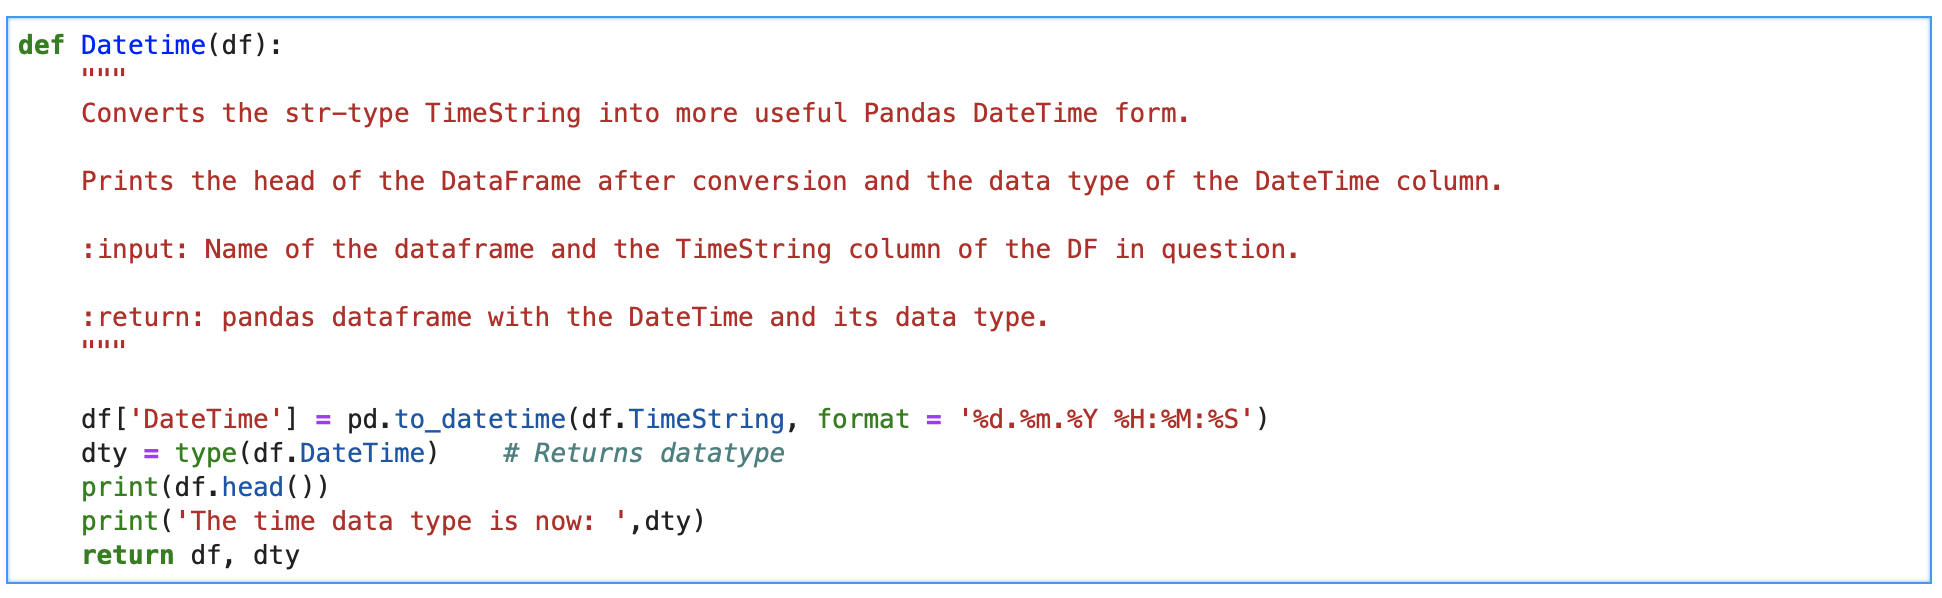 def Datetime(df):
    """
    Converts the str-type TimeString into more useful Pandas DateTime form.
    Prints the head of the DataFrame after conversion and the data type of the DateTime column.
    :input: Name of the dataframe and the TimeString column of the DF in question.
    :return: pandas dataframe with the DateTime and its data type.
    """
    df['DateTime'] = pd.to_datetime(df.TimeString, format = '%d.%m.%Y %H:%M:%S')
    dty = type(df.DateTime)    # Returns datatype
    print(df.head())
    print('The time data type is now: ',dty)
    return df, dty